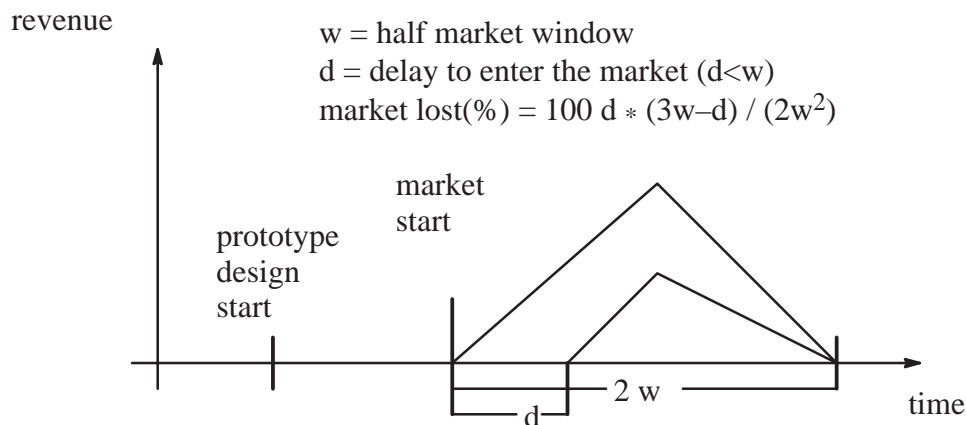 revenue
w = half market window
d = delay to enter the market (d<w)
market lost(%) = 100 d * (3w–d) / (2w²)
market
start
prototype
design
start
2 w
d
time